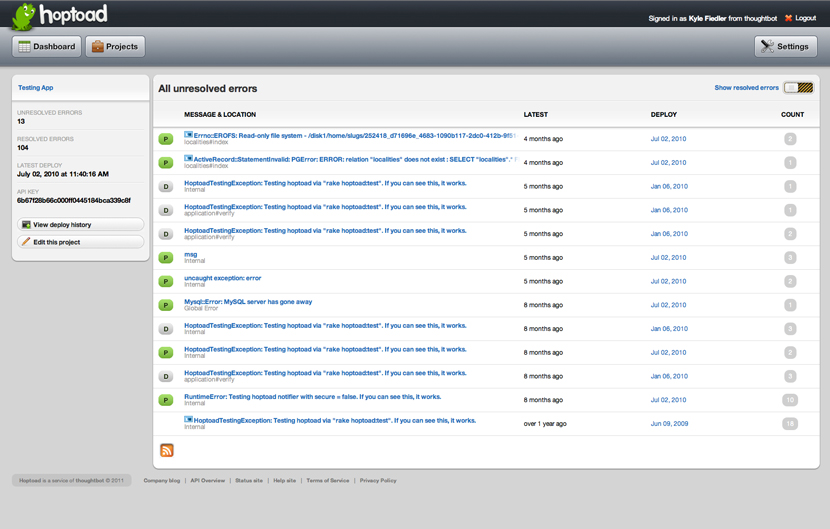 hoptoad
Signed in as Kyle Fiedler from thoughtbot Logout
Dashboard Projects Settings
Testing App
UNRESOLVED ERRORS
13
RESOLVED ERRORS
104
LATEST DEPLOY
July 02, 2010 at 11:40:16 AM
API KEY
6b67f28b66c000ff0445184bca339c8f
View deploy history
Edit this project
All unresolved errors Show resolved errors
MESSAGE & LOCATION LATEST DEPLOY COUNT
P Errno::EROFS: Read-only file system - /disk1/home/slugs/252418_d71696e_4683-1090b117-2dc0-412b-9f51 4 months ago Jul 02, 2010 2
localities#index
P ActiveRecord::StatementInvalid: PGError: ERROR: relation "localities" does not exist : SELECT "localities".* 4 months ago Jul 02, 2010 1
localities#index
D HoptoadTestingException: Testing hoptoad via "rake hoptoad:test". If you can see this, it works. 5 months ago Jan 06, 2010 1
Internal
D HoptoadTestingException: Testing hoptoad via "rake hoptoad:test". If you can see this, it works. 5 months ago Jan 06, 2010 1
application#verify
D HoptoadTestingException: Testing hoptoad via "rake hoptoad:test". If you can see this, it works. 5 months ago Jan 06, 2010 2
application#verify
P msg 5 months ago Jul 02, 2010 3
Internal
P uncaught exception: error 5 months ago Jul 02, 2010 2
Internal
P Mysql::Error: MySQL server has gone away 8 months ago Jul 02, 2010 1
Global Error
D HoptoadTestingException: Testing hoptoad via "rake hoptoad:test". If you can see this, it works. 8 months ago Jan 06, 2010 3
Internal
P HoptoadTestingException: Testing hoptoad via "rake hoptoad:test". If you can see this, it works. 8 months ago Jul 02, 2010 2
Internal
D HoptoadTestingException: Testing hoptoad via "rake hoptoad:test". If you can see this, it works. 8 months ago Jan 06, 2010 3
application#verify
P RuntimeError: Testing hoptoad notifier with secure = false. If you can see this, it works. 8 months ago Jul 02, 2010 10
Internal
HoptoadTestingException: Testing hoptoad via "rake hoptoad:test". If you can see this, it works. over 1 year ago Jun 09, 2009 18
Internal
Hoptoad is a service of thoughtbot © 2011 Company blog | API Overview | Status site | Help site | Terms of Service | Privacy Policy